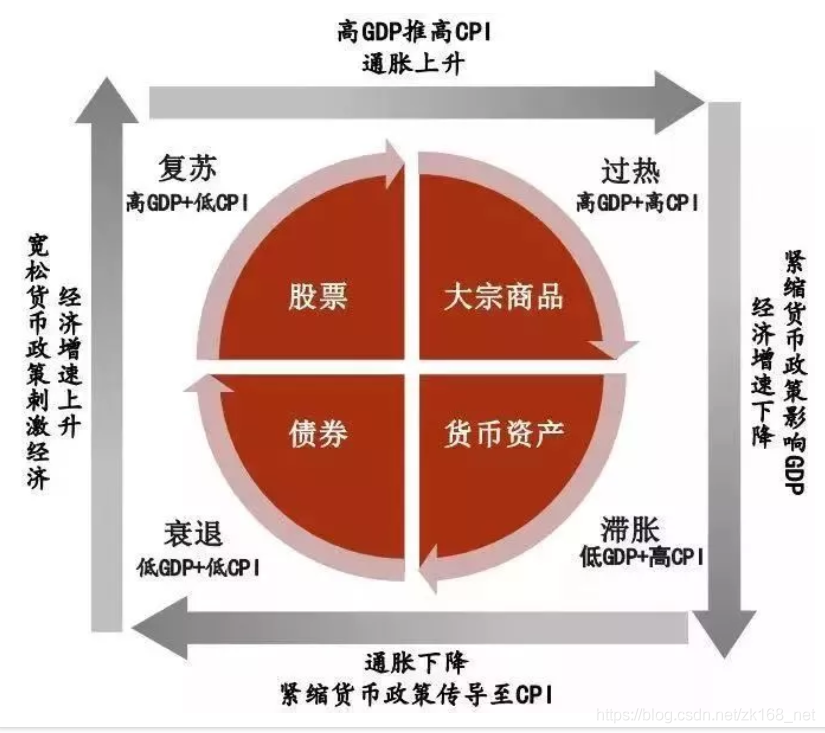 高GDP推高CPI
通胀上升
复苏
高GDP+低CPI
过热
高GDP+高CPI
宽松货币政策刺激经济
经济增速上升
股票
大宗商品
紧缩货币政策影响GDP
经济增速下降
债券
货币资产
衰退
低GDP+低CPI
滞胀
低GDP+高CPI
通胀下降
紧缩货币政策传导至CPI
https://blog.csdn.net/zk168_net